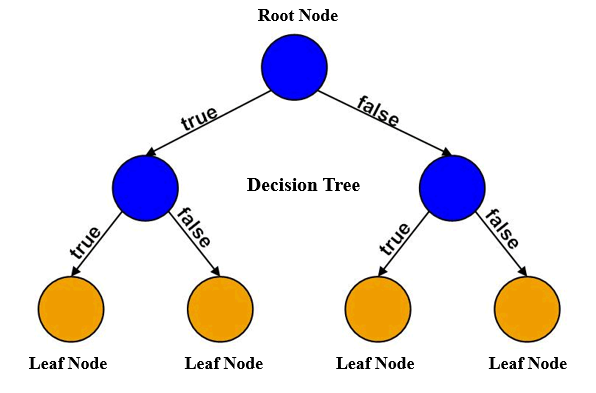 Root Node
true
false
Decision Tree
true
false
true
false
Leaf Node
Leaf Node
Leaf Node
Leaf Node